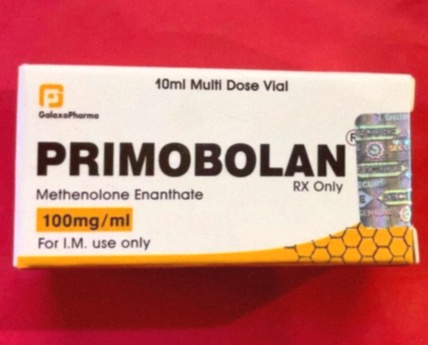 10ml Multi Dose Vial
GalaxoPharma
PRIMOBOLAN®
Methenolone Enanthate
RX Only
100mg/ml
For I.M. use only